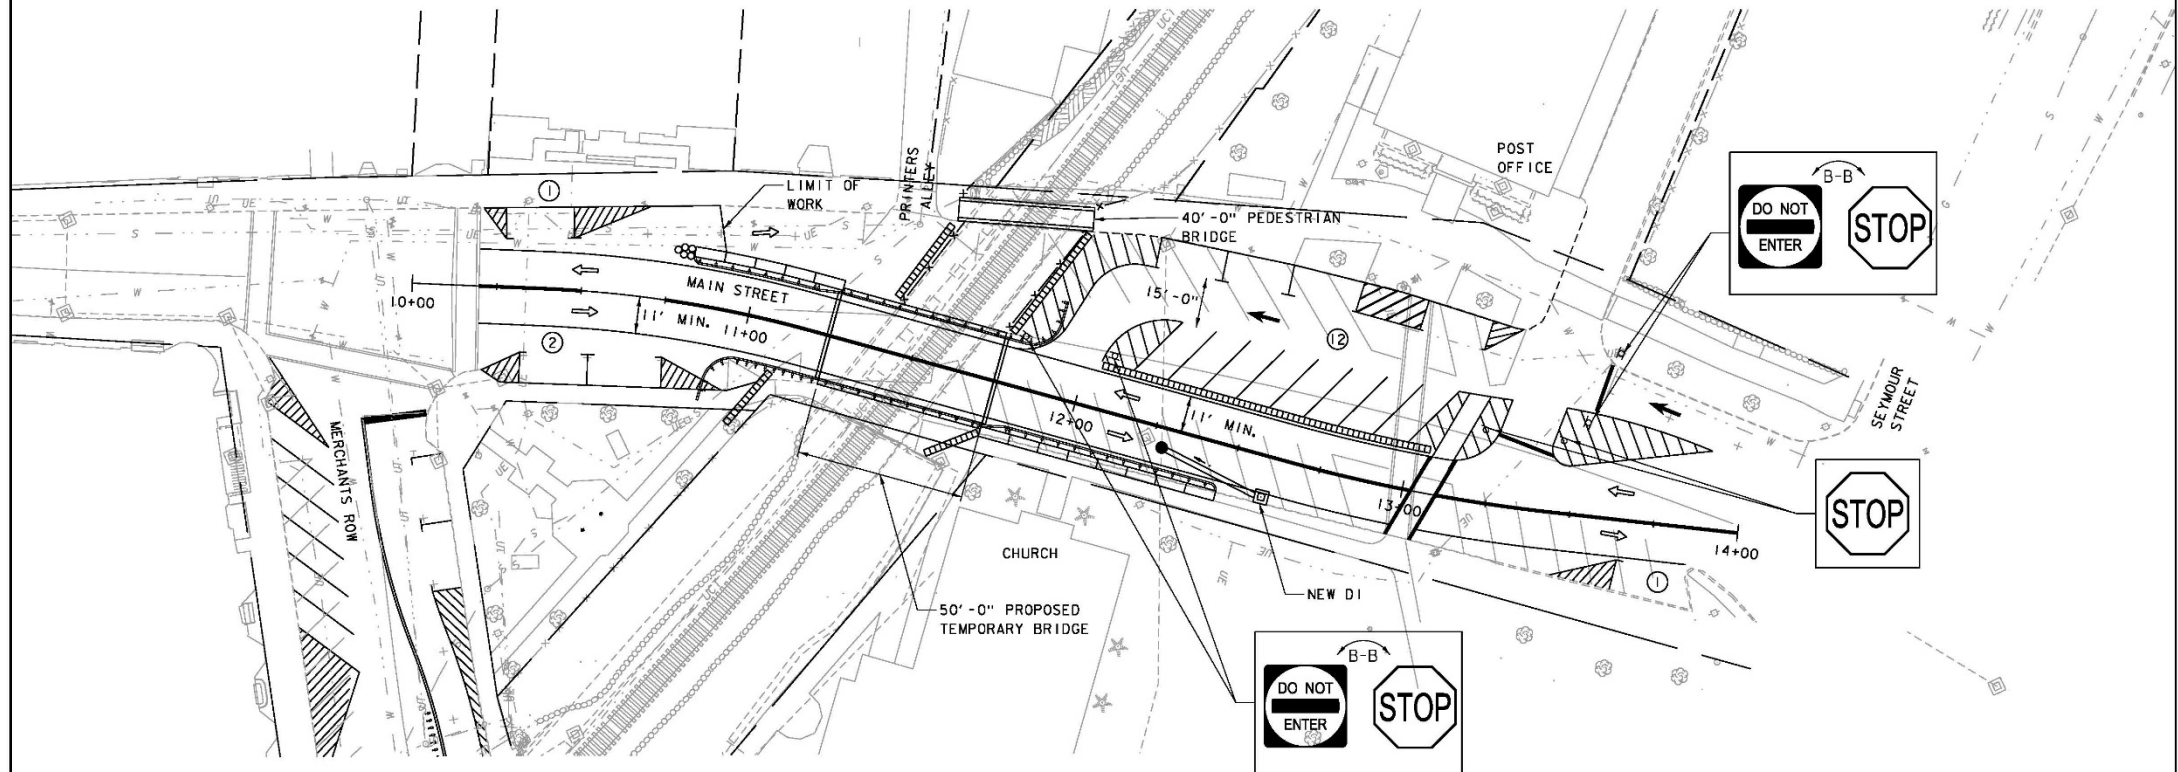 PRINTERS
ALLEY
LIMIT OF
WORK
1
POST
OFFICE
B-B
DO NOT
ENTER
STOP
40'-0" PEDESTRIAN
BRIDGE
MAIN STREET
10+00
11' MIN.
11+00
15'-0"
12
2
SEYMOUR
STREET
12+00
11' MIN.
MERCHANTS ROW
13+00
STOP
14+00
CHURCH
1
NEW DI
50'-0" PROPOSED
TEMPORARY BRIDGE
B-B
DO NOT
ENTER
STOP